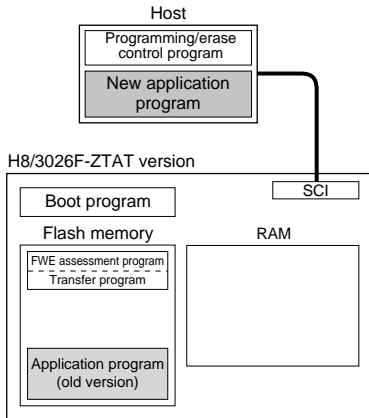 Host
Programming/erase
control program
New application
program
H8/3026F-ZTAT version
SCI
Boot program
Flash memory
RAM
FWE assessment program
Transfer program
Application program
(old version)